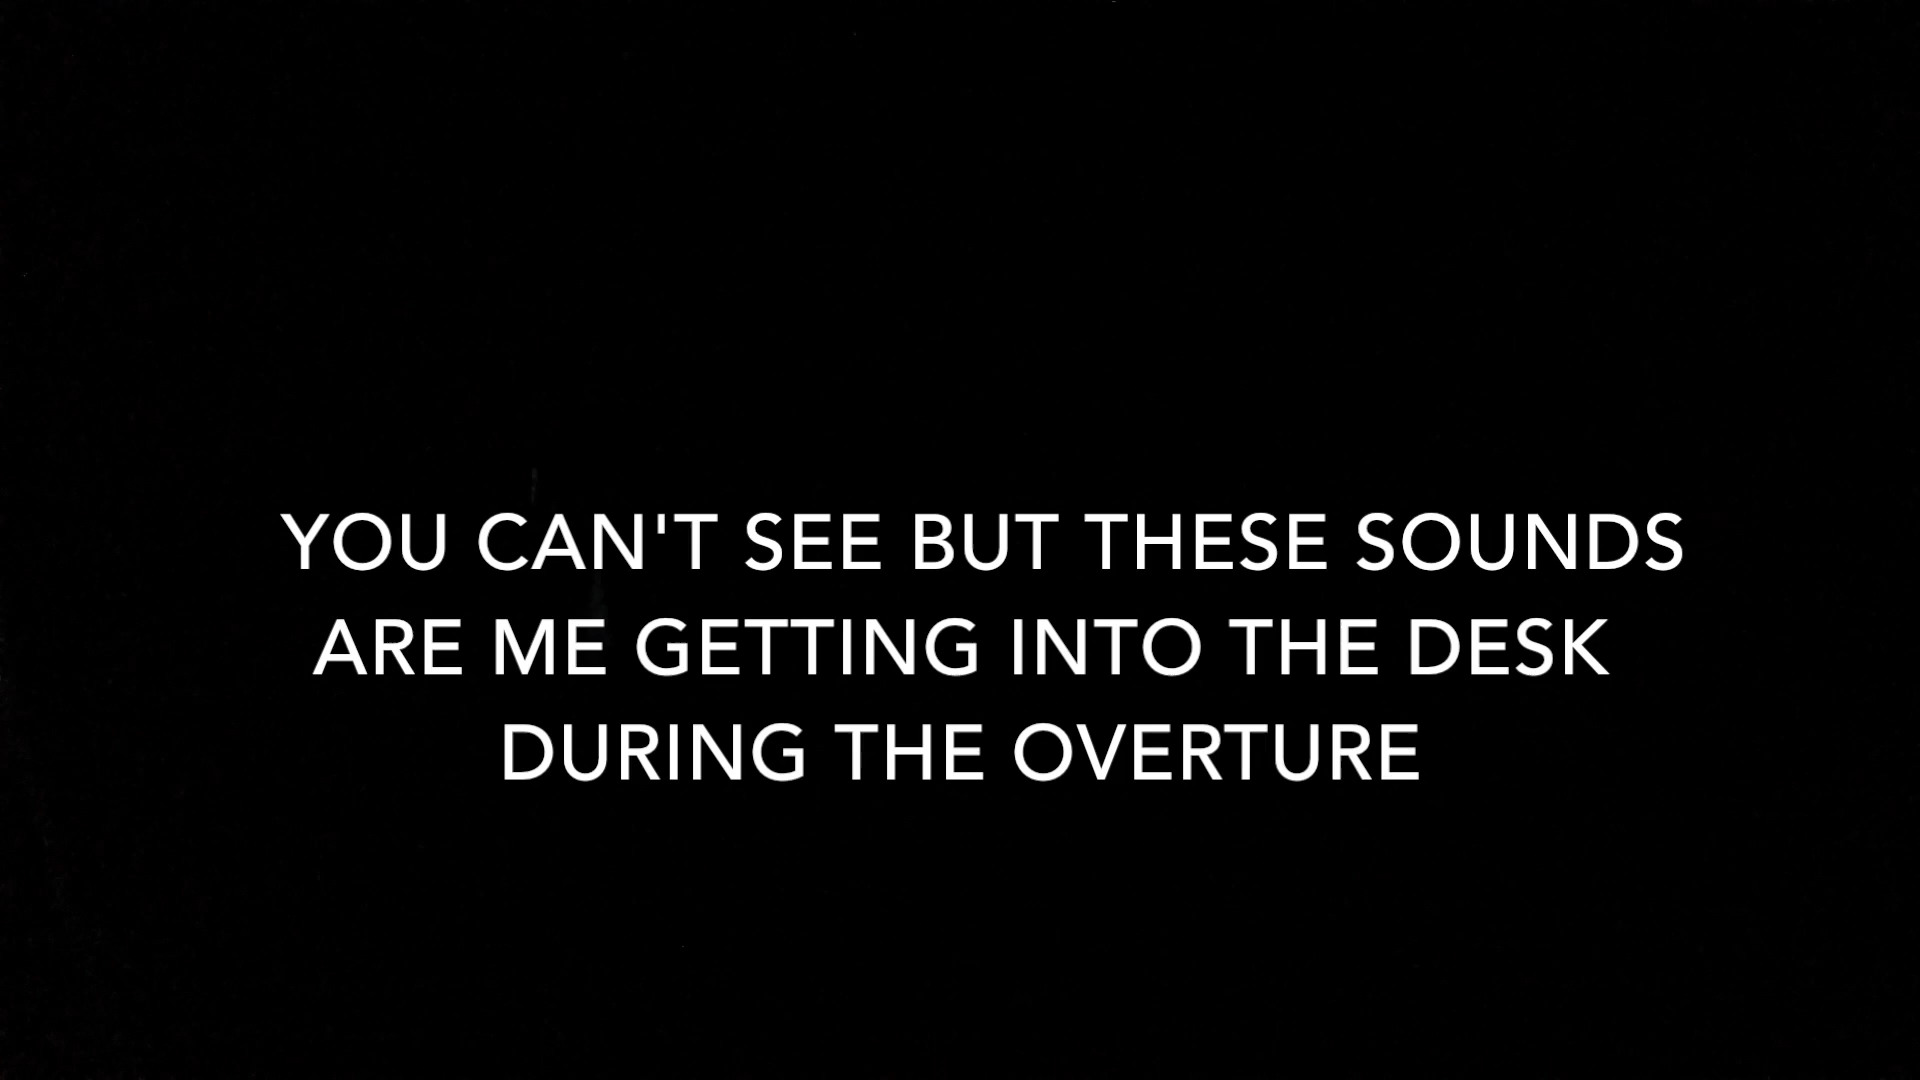 YOU CAN'T SEE BUT THESE SOUNDS
ARE ME GETTING INTO THE DESK
DURING THE OVERTURE